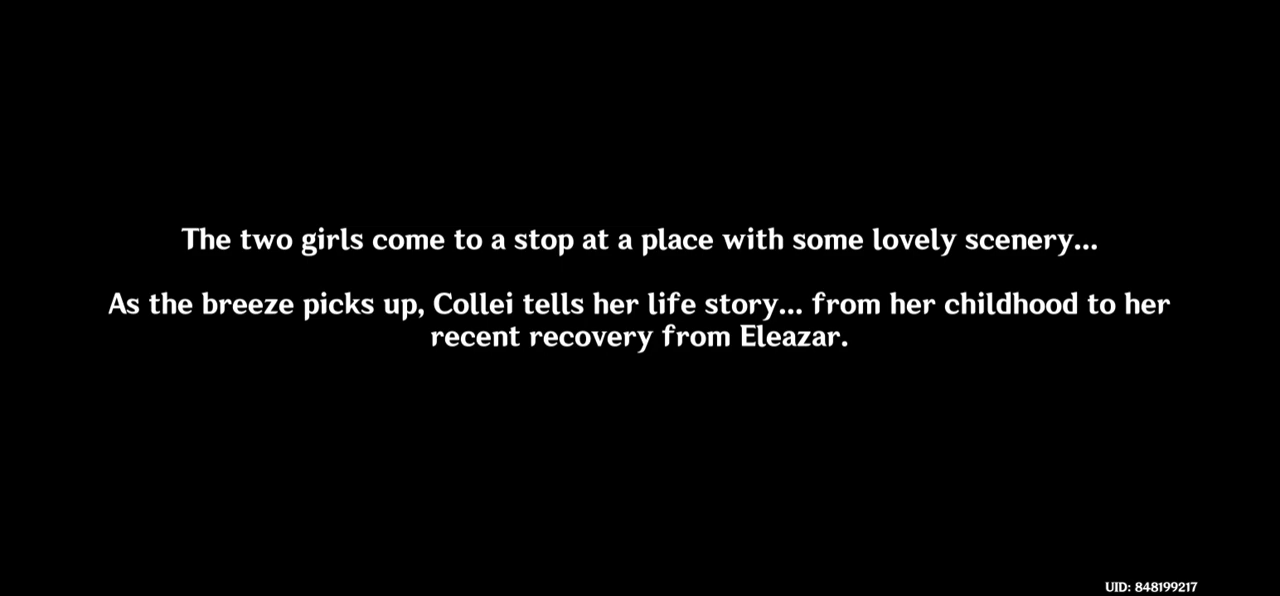 The two girls come to a stop at a place with some lovely scenery...
As the breeze picks up, Collei tells her life story... from her childhood to her
recent recovery from Eleazar.
UID: 848199217